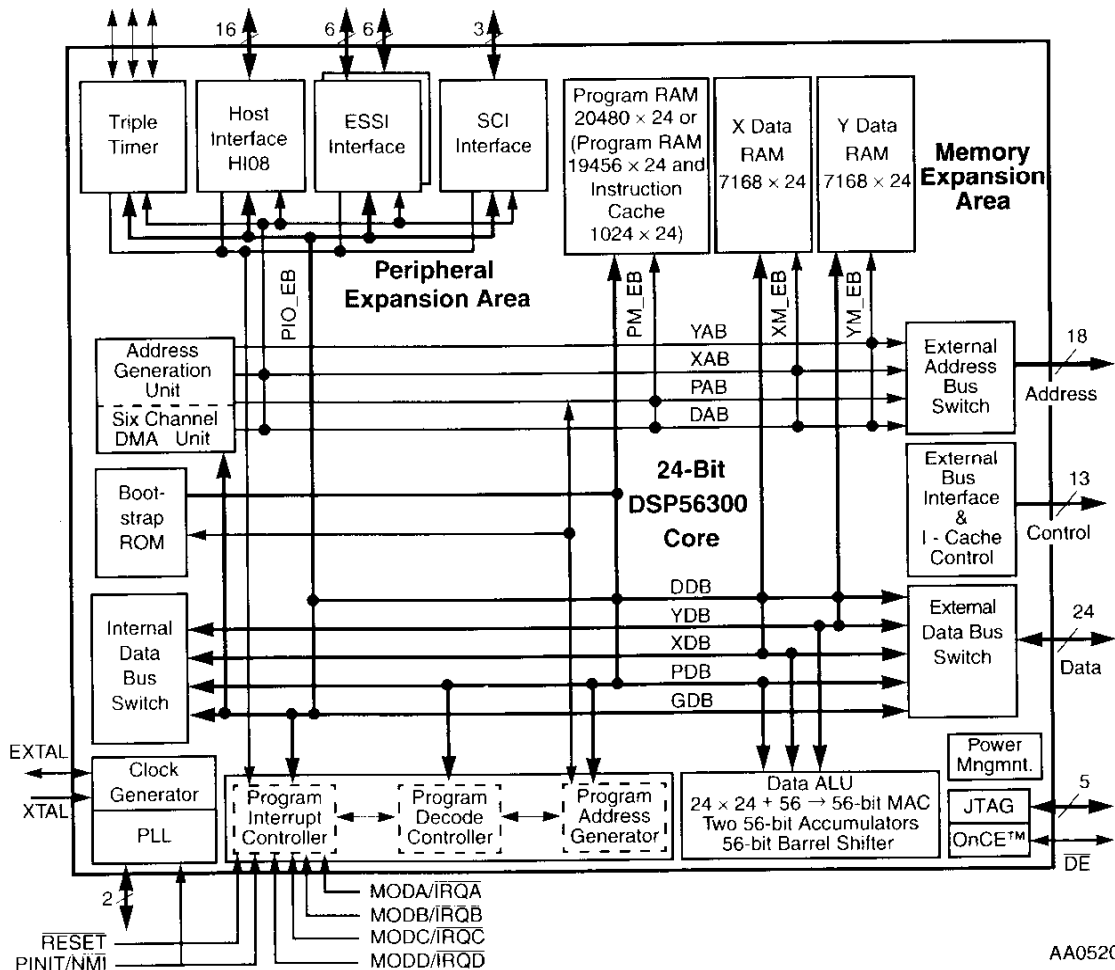 16
6
6
3
Triple
Timer
Host
Interface
HI08
ESSI
Interface
SCI
Interface
Program RAM
20480 × 24 or
(Program RAM
19456 × 24 and
Instruction
Cache
1024 × 24)
X Data
RAM
7168 × 24
Y Data
RAM
7168 × 24
Memory
Expansion
Area
Peripheral
Expansion Area
PIO_EB
PM_EB
XM_EB
YM_EB
Address
Generation
Unit
Six Channel
DMA Unit
YAB
XAB
PAB
DAB
External
Address
Bus
Switch
18
Address
Boot-
strap
ROM
24-Bit
DSP56300
Core
External
Bus
Interface
&
I - Cache
Control
13
Control
Internal
Data
Bus
Switch
DDB
YDB
XDB
PDB
GDB
External
Data Bus
Switch
24
Data
EXTAL
XTAL
Clock
Generator
PLL
2
Program
Interrupt
Controller
Program
Decode
Controller
Program
Address
Generator
Data ALU
24 × 24 + 56 → 56-bit MAC
Two 56-bit Accumulators
56-bit Barrel Shifter
Power
Mngmnt.
JTAG
OnCE™
5
DE
MODA/IRQA
MODB/IRQB
MODC/IRQC
MODD/IRQD
RESET
PINIT/NMI
AA0520